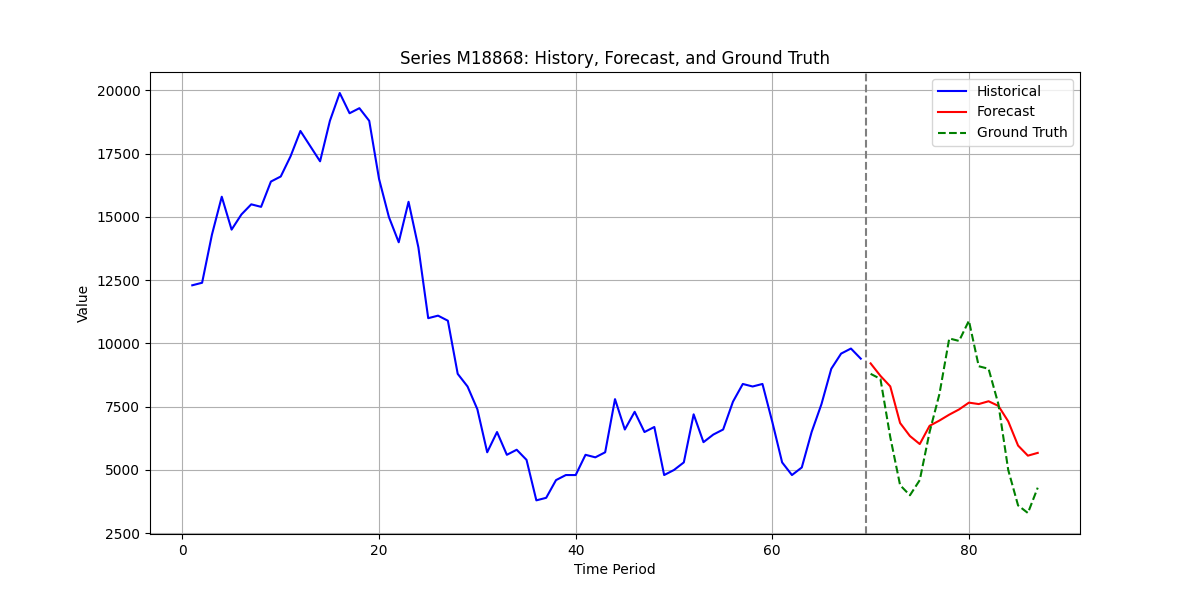 Series M18868: History, Forecast, and Ground Truth
Historical
Forecast
Ground Truth
Value
20000
17500
15000
12500
10000
7500
5000
2500
0
20
40
60
80
Time Period